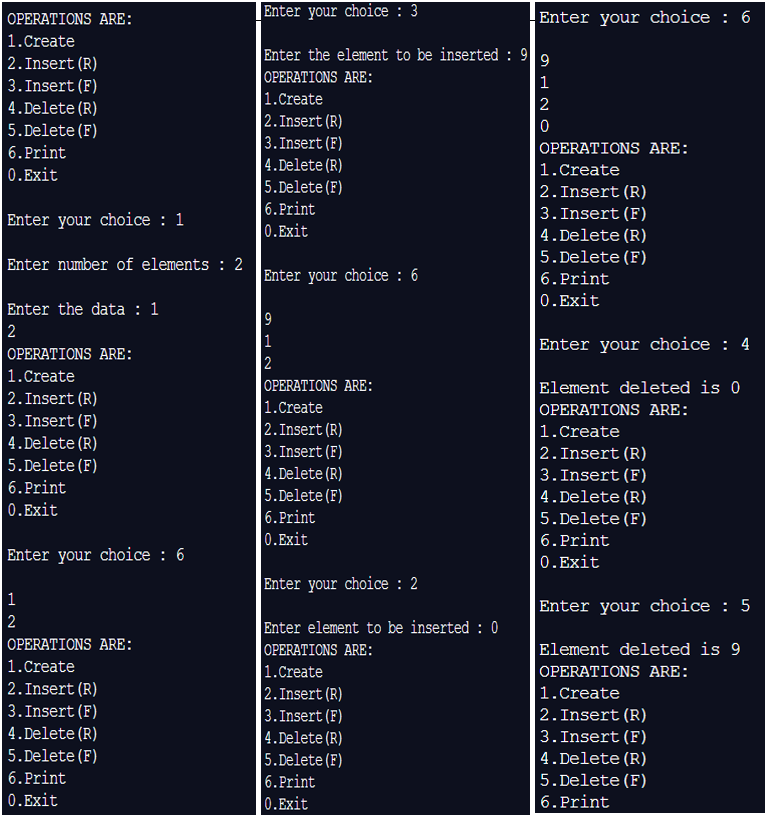 OPERATIONS ARE:
1.Create
2.Insert(R)
3.Insert(F)
4.Delete(R)
5.Delete(F)
6.Print
0.Exit
Enter your choice : 1
Enter number of elements : 2
Enter the data : 1
2
OPERATIONS ARE:
1.Create
2.Insert(R)
3.Insert(F)
4.Delete(R)
5.Delete(F)
6.Print
0.Exit
Enter your choice : 6
1
2
OPERATIONS ARE:
1.Create
2.Insert(R)
3.Insert(F)
4.Delete(R)
5.Delete(F)
6.Print
0.Exit
Enter your choice : 3
Enter the element to be inserted : 9
OPERATIONS ARE:
1.Create
2.Insert(R)
3.Insert(F)
4.Delete(R)
5.Delete(F)
6.Print
0.Exit
Enter your choice : 6
9
1
2
OPERATIONS ARE:
1.Create
2.Insert(R)
3.Insert(F)
4.Delete(R)
5.Delete(F)
6.Print
0.Exit
Enter your choice : 2
Enter element to be inserted : 0
OPERATIONS ARE:
1.Create
2.Insert(R)
3.Insert(F)
4.Delete(R)
5.Delete(F)
6.Print
0.Exit
Enter your choice : 6
9
1
2
0
OPERATIONS ARE:
1.Create
2.Insert(R)
3.Insert(F)
4.Delete(R)
5.Delete(F)
6.Print
0.Exit
Enter your choice : 4
Element deleted is 0
OPERATIONS ARE:
1.Create
2.Insert(R)
3.Insert(F)
4.Delete(R)
5.Delete(F)
6.Print
0.Exit
Enter your choice : 5
Element deleted is 9
OPERATIONS ARE:
1.Create
2.Insert(R)
3.Insert(F)
4.Delete(R)
5.Delete(F)
6.Print